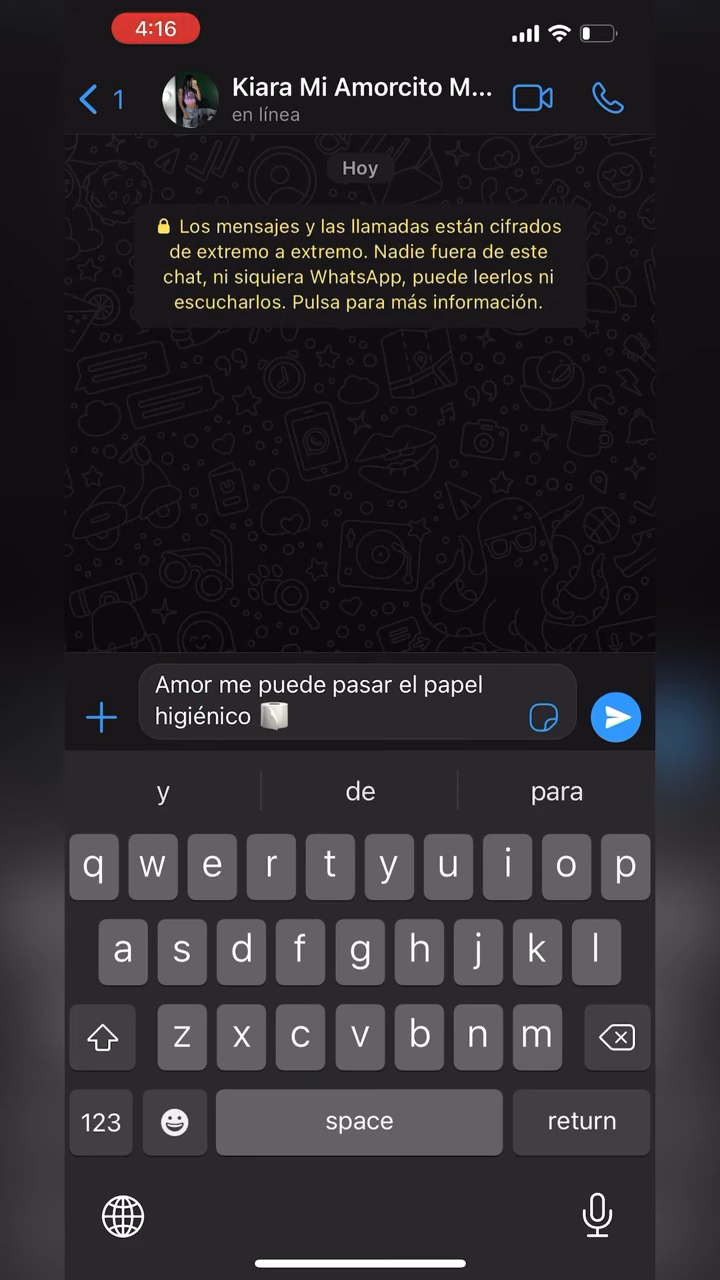 4:16
1
Kiara Mi Amorcito M...
en línea
Hoy
Los mensajes y las llamadas están cifrados
de extremo a extremo. Nadie fuera de este
chat, ni siquiera WhatsApp, puede leerlos ni
escucharlos. Pulsa para más información.
Amor me puede pasar el papel
higiénico
y de para
q w e r t y u i o p
a s d f g h j k l
z x c v b n m
123 space return